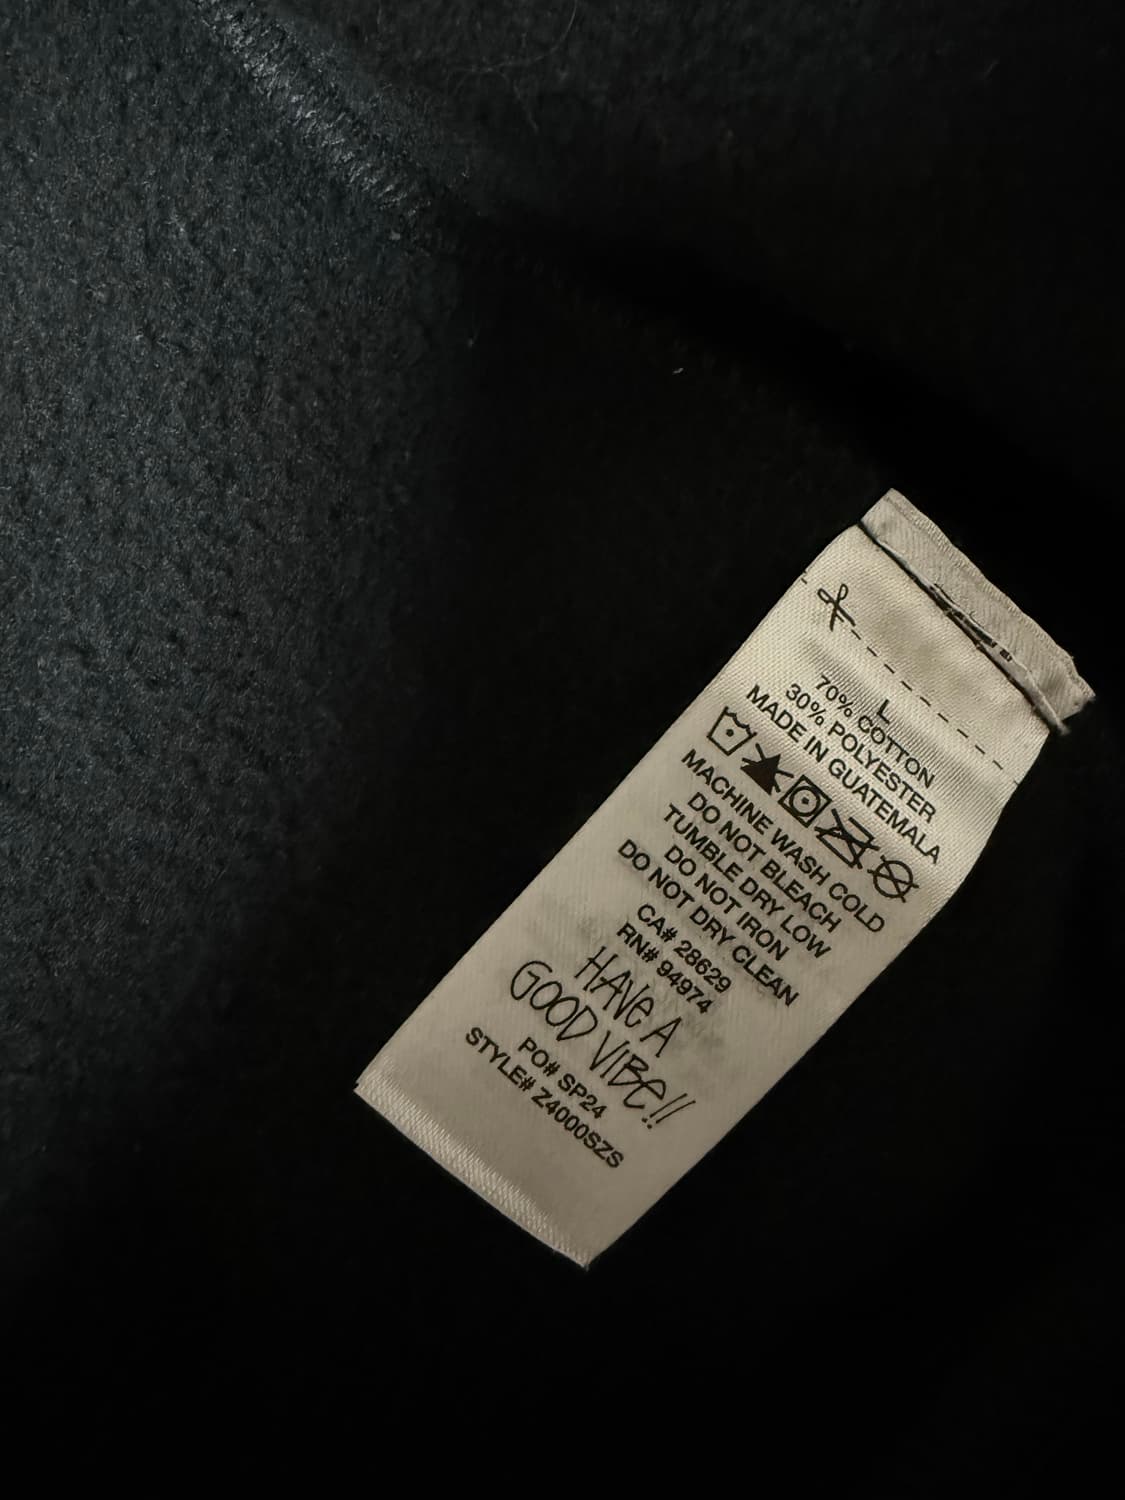 L
70% COTTON
30% POLYESTER
MADE IN GUATEMALA
MACHINE WASH COLD
DO NOT BLEACH
TUMBLE DRY LOW
DO NOT IRON
DO NOT DRY CLEAN
CA# 28629
RN# 94974
HAVE A
GOOD VIBE!!
PO# SP24
STYLE# Z4000SZS